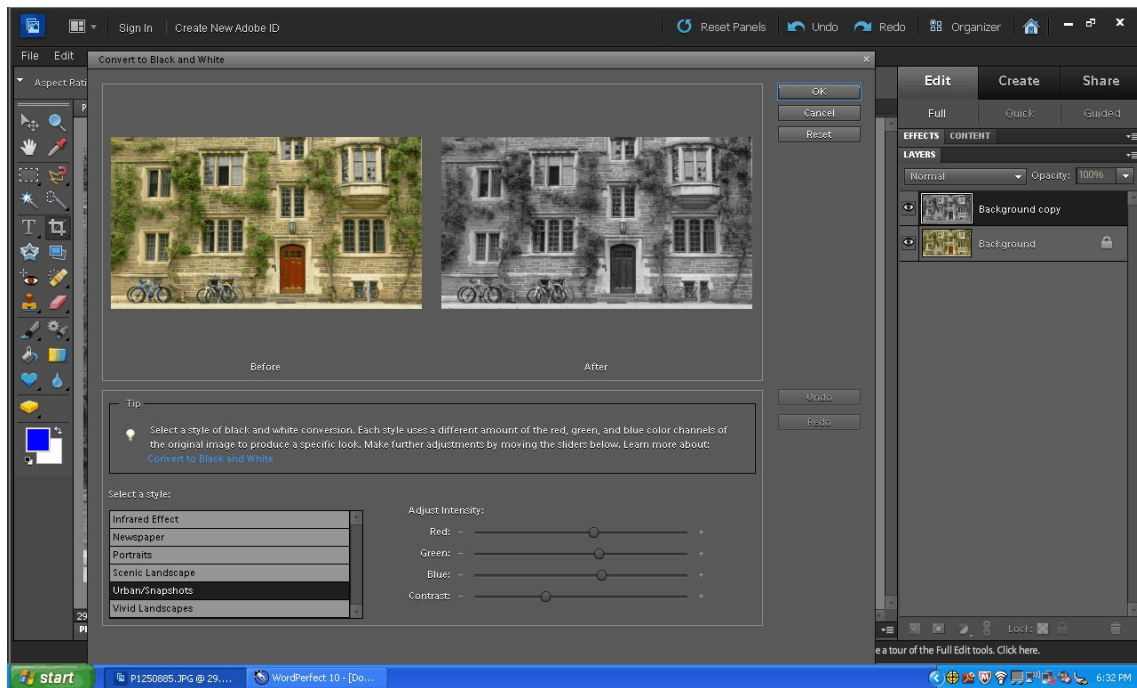 Sign In
Create New Adobe ID
Reset Panels
Undo
Redo
Organizer
File Edit
Convert to Black and White
Aspect Rati
P
OK
Cancel
Reset
Before
After
Undo
Redo
Tip
Select a style of black and white conversion. Each style uses a different amount of the red, green, and blue color channels of
the original image to produce a specific look. Make further adjustments by moving the sliders below. Learn more about:
Convert to Black and White
Select a style:
Infrared Effect
Newspaper
Portraits
Scenic Landscape
Urban/Snapshots
Vivid Landscapes
Adjust Intensity:
Red: - +
Green: - +
Blue: - +
Contrast: - +
Edit Create Share
Full Quick Guided
EFFECTS CONTENT
LAYERS
Normal Opacity: 100%
Background copy
Background
Lock:
29
Pl
e a tour of the Full Edit tools. Click here.
start
P1250885.JPG @ 29....
WordPerfect 10 - [Do...
6:32 PM